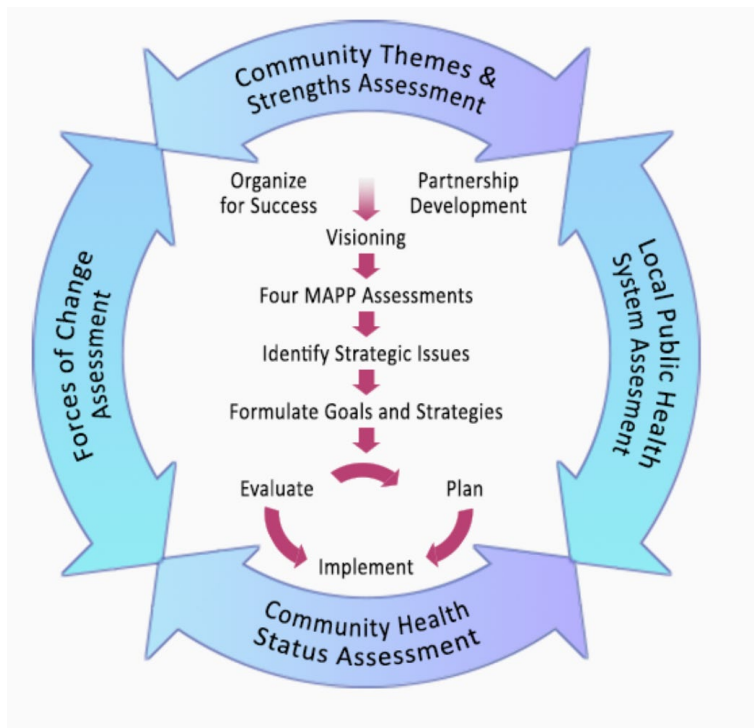 Community Themes &
Strengths Assessment
Organize
for Success
Partnership
Development
Visioning
Four MAPP Assessments
Identify Strategic Issues
Formulate Goals and Strategies
Evaluate
Plan
Implement
Forces of Change
Assessment
Local Public Health
System Assesment
Community Health
Status Assessment